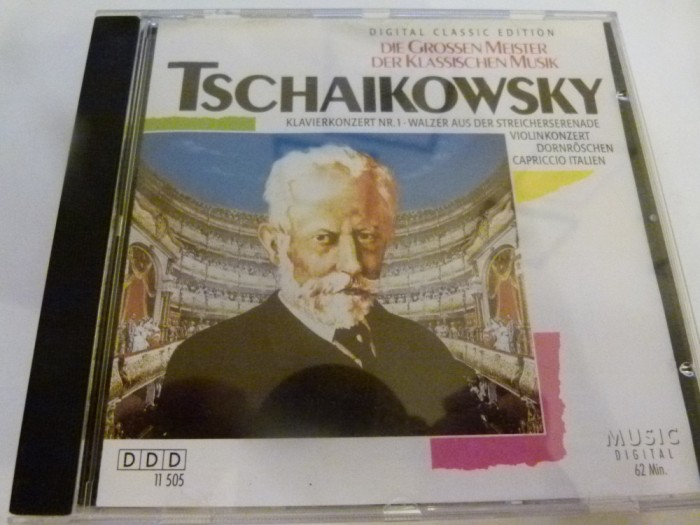 DIGITAL CLASSIC EDITION
DIE GROSSEN MEISTER
DER KLASSISCHEN MUSIK
TSCHAIKOWSKY
KLAVIERKONZERT NR. 1 · WALZER AUS DER STREICHERSERENADE
VIOLINKONZERT
DORNRÖSCHEN
CAPRICCIO ITALIEN
DDD
11 505
MUSIC
DIGITAL
62 Min.